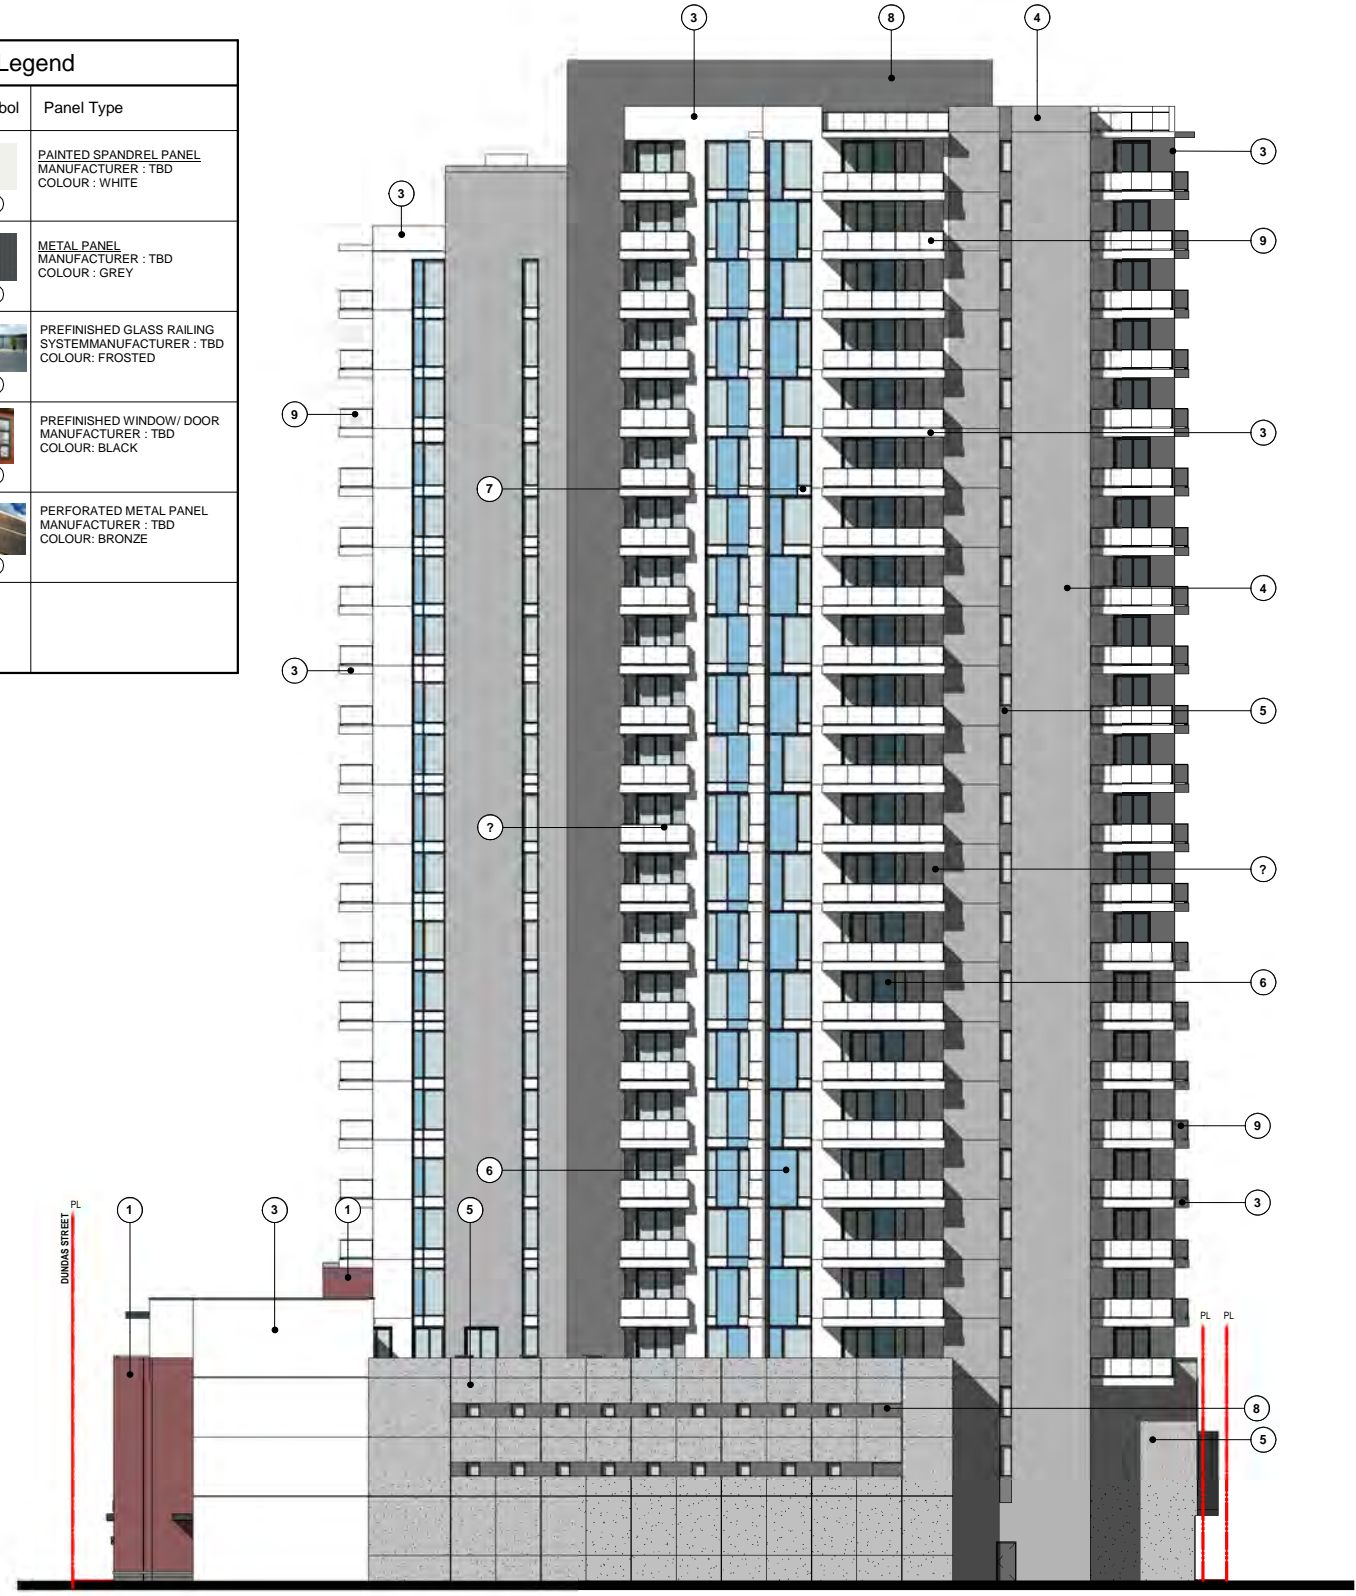 Legend
bol Panel Type
PAINTED SPANDREL PANEL
MANUFACTURER : TBD
COLOUR : WHITE
METAL PANEL
MANUFACTURER : TBD
COLOUR : GREY
PREFINISHED GLASS RAILING
SYSTEMMANUFACTURER : TBD
COLOUR: FROSTED
PREFINISHED WINDOW/ DOOR
MANUFACTURER : TBD
COLOUR: BLACK
PERFORATED METAL PANEL
MANUFACTURER : TBD
COLOUR: BRONZE
3 8 4
3
3
9
9
3
7
4
3
5
?
?
6
9
6
3
1 3 1 5
PL
DUNDAS STREET
PL PL
8
5